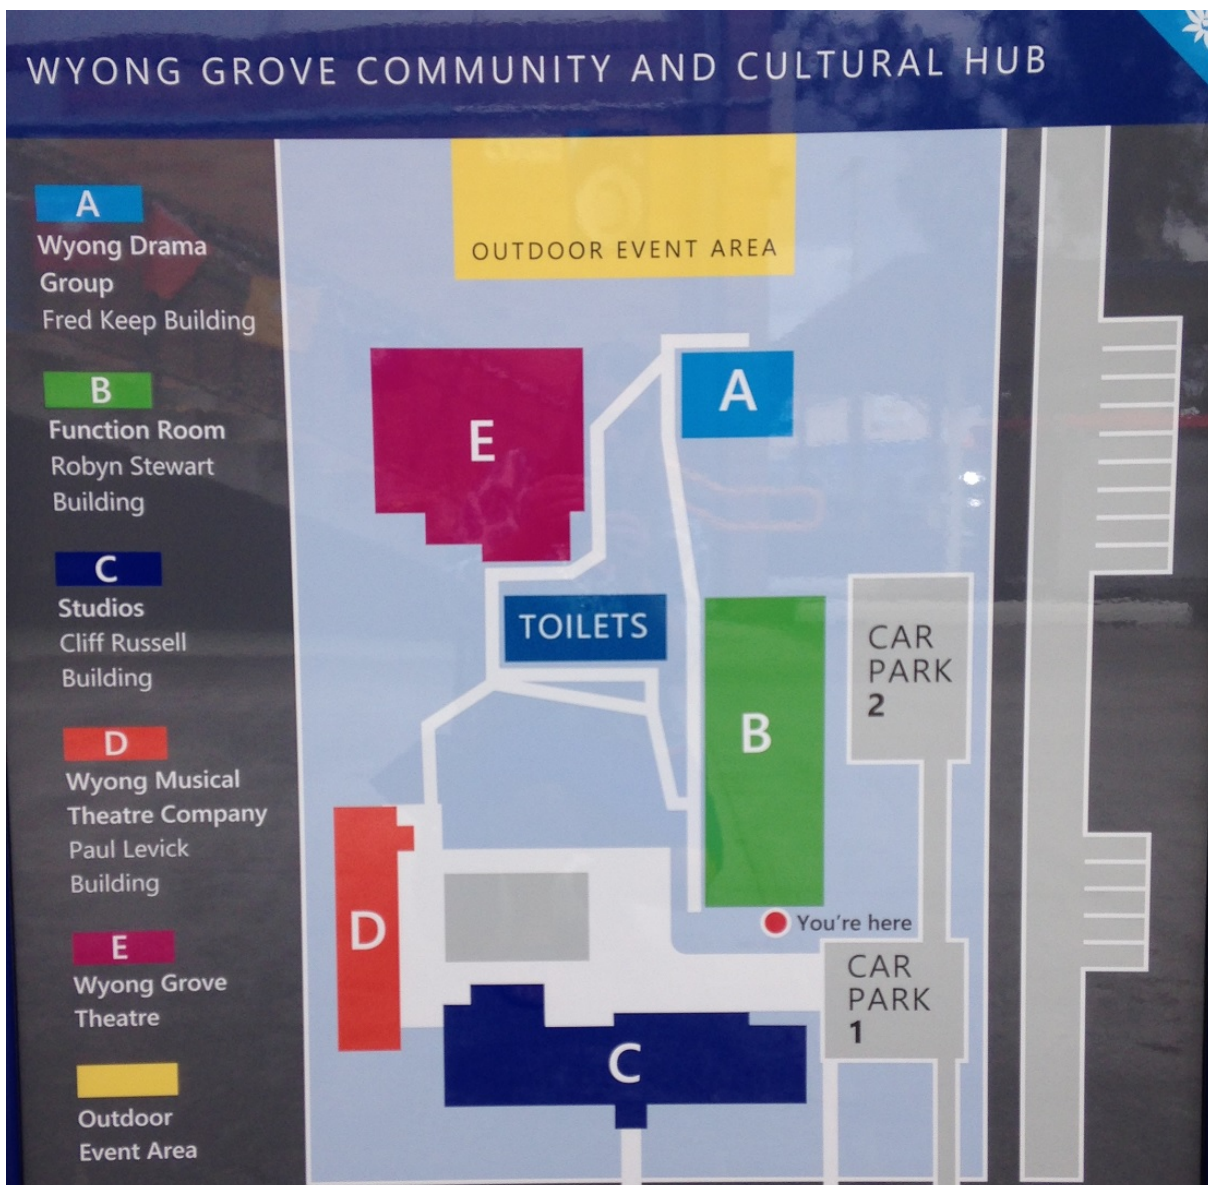 WYONG GROVE COMMUNITY AND CULTURAL HUB
A
Wyong Drama
Group
Fred Keep Building
B
Function Room
Robyn Stewart
Building
C
Studios
Cliff Russell
Building
D
Wyong Musical
Theatre Company
Paul Levick
Building
E
Wyong Grove
Theatre
Outdoor
Event Area
OUTDOOR EVENT AREA
A
E
TOILETS
CAR
PARK
2
B
D
You're here
CAR
PARK
1
C